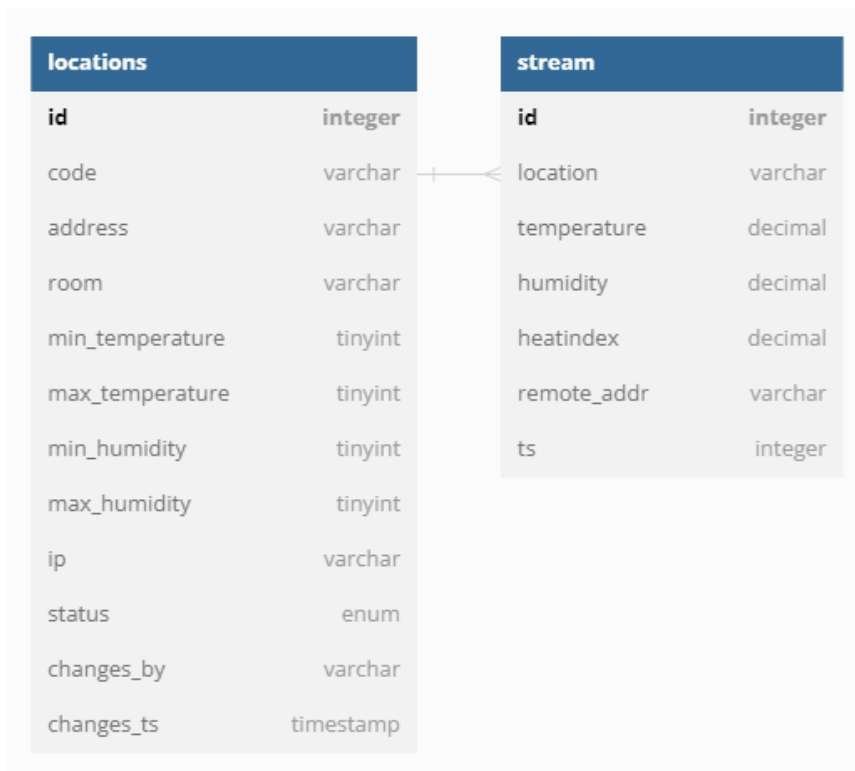 locations
id integer
code varchar
address varchar
room varchar
min_temperature tinyint
max_temperature tinyint
min_humidity tinyint
max_humidity tinyint
ip varchar
status enum
changes_by varchar
changes_ts timestamp
stream
id integer
location varchar
temperature decimal
humidity decimal
heatindex decimal
remote_addr varchar
ts integer